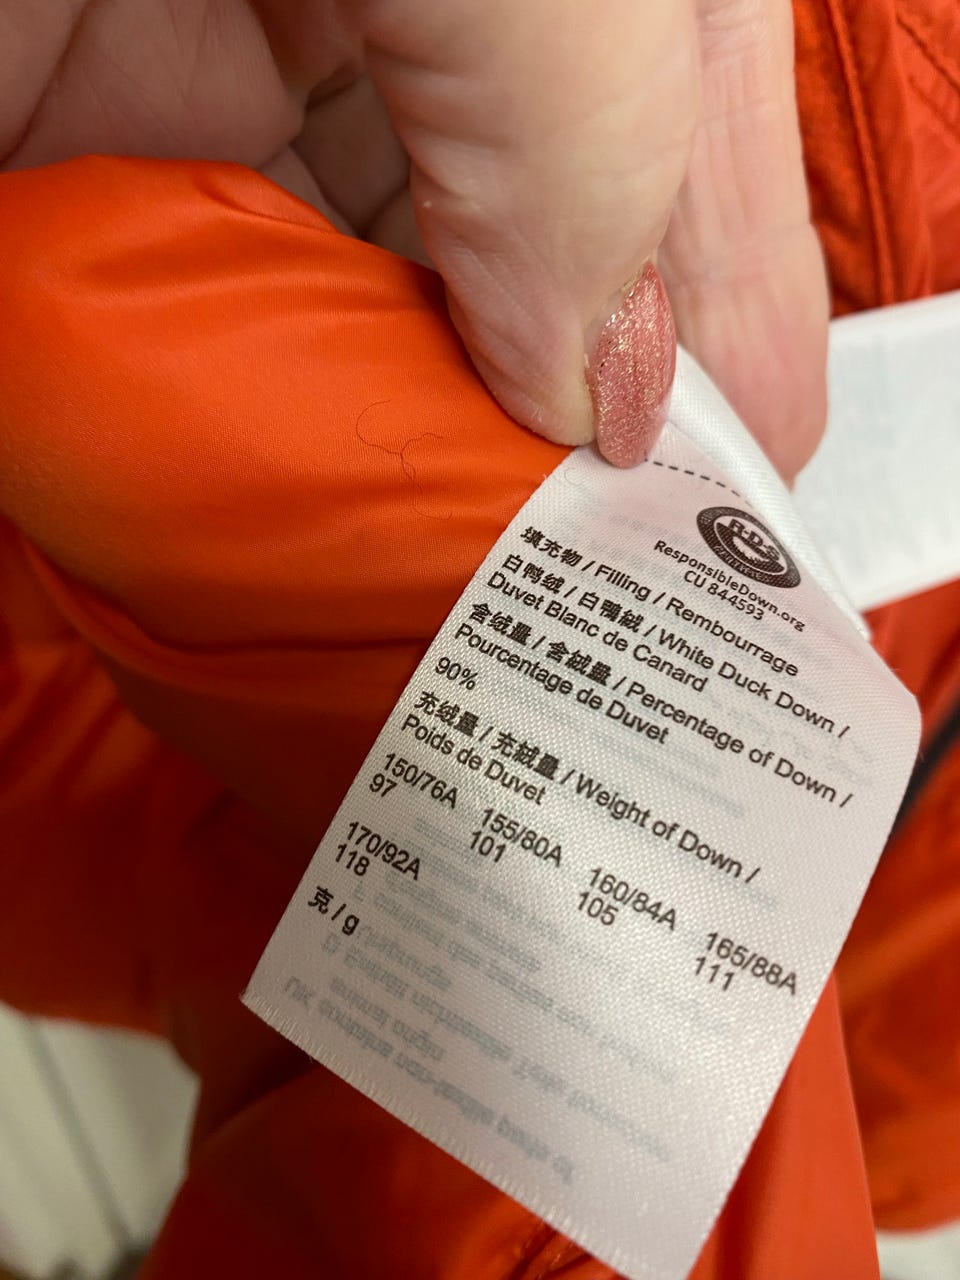 R·D·S
ResponsibleDown.org
CU 844593
填充物 / Filling / Rembourrage
白鸭绒 / 白鴨絨 / White Duck Down /
Duvet Blanc de Canard
含绒量 / 含絨量 / Percentage of Down /
Pourcentage de Duvet
90%
充绒量 / 充絨量 / Weight of Down /
Poids de Duvet
150/76A 155/80A 160/84A 165/88A
97 101 105 111
170/92A
118
克 / g